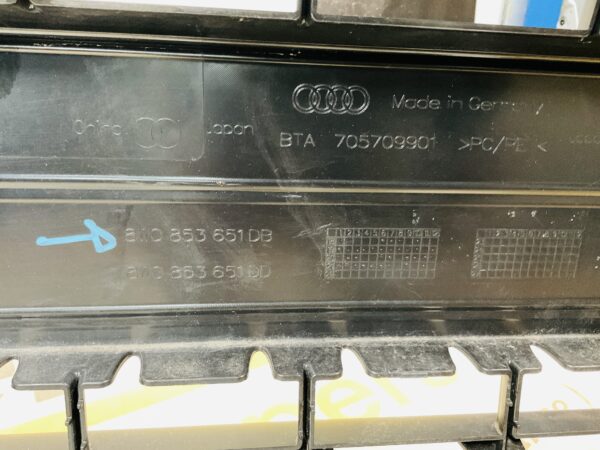 Made in Germany
China Japan
BTA 705709901 >PC/PBT<
8W0 853 651 DB
8W0 853 651 DD